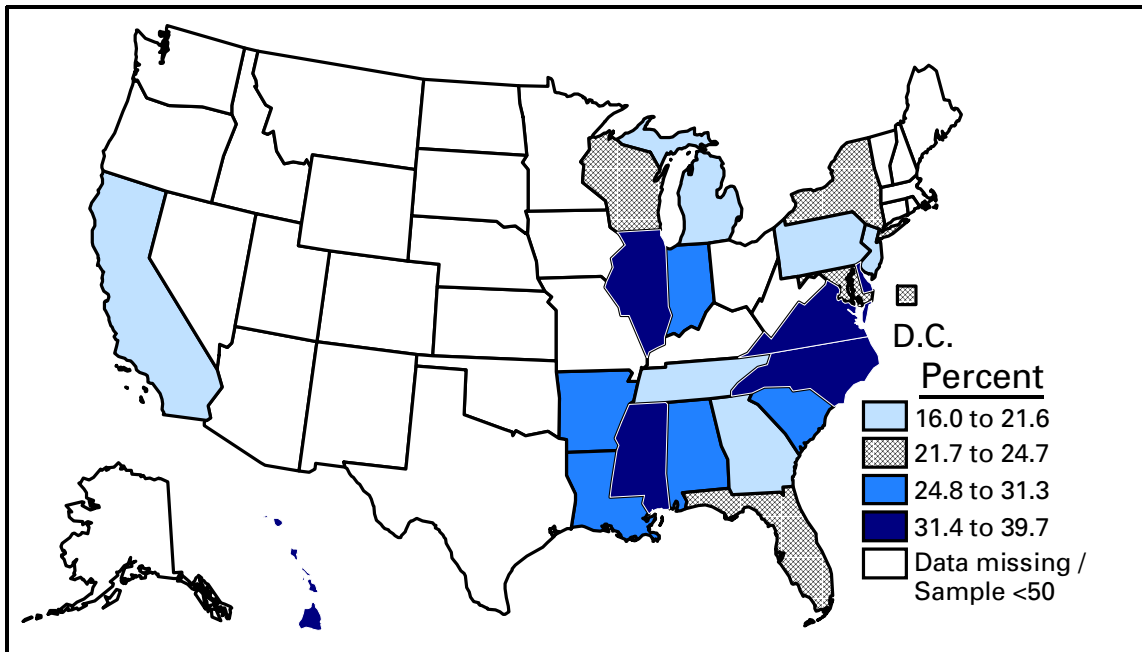 D.C.
Percent
16.0 to 21.6
21.7 to 24.7
24.8 to 31.3
31.4 to 39.7
Data missing /
Sample <50